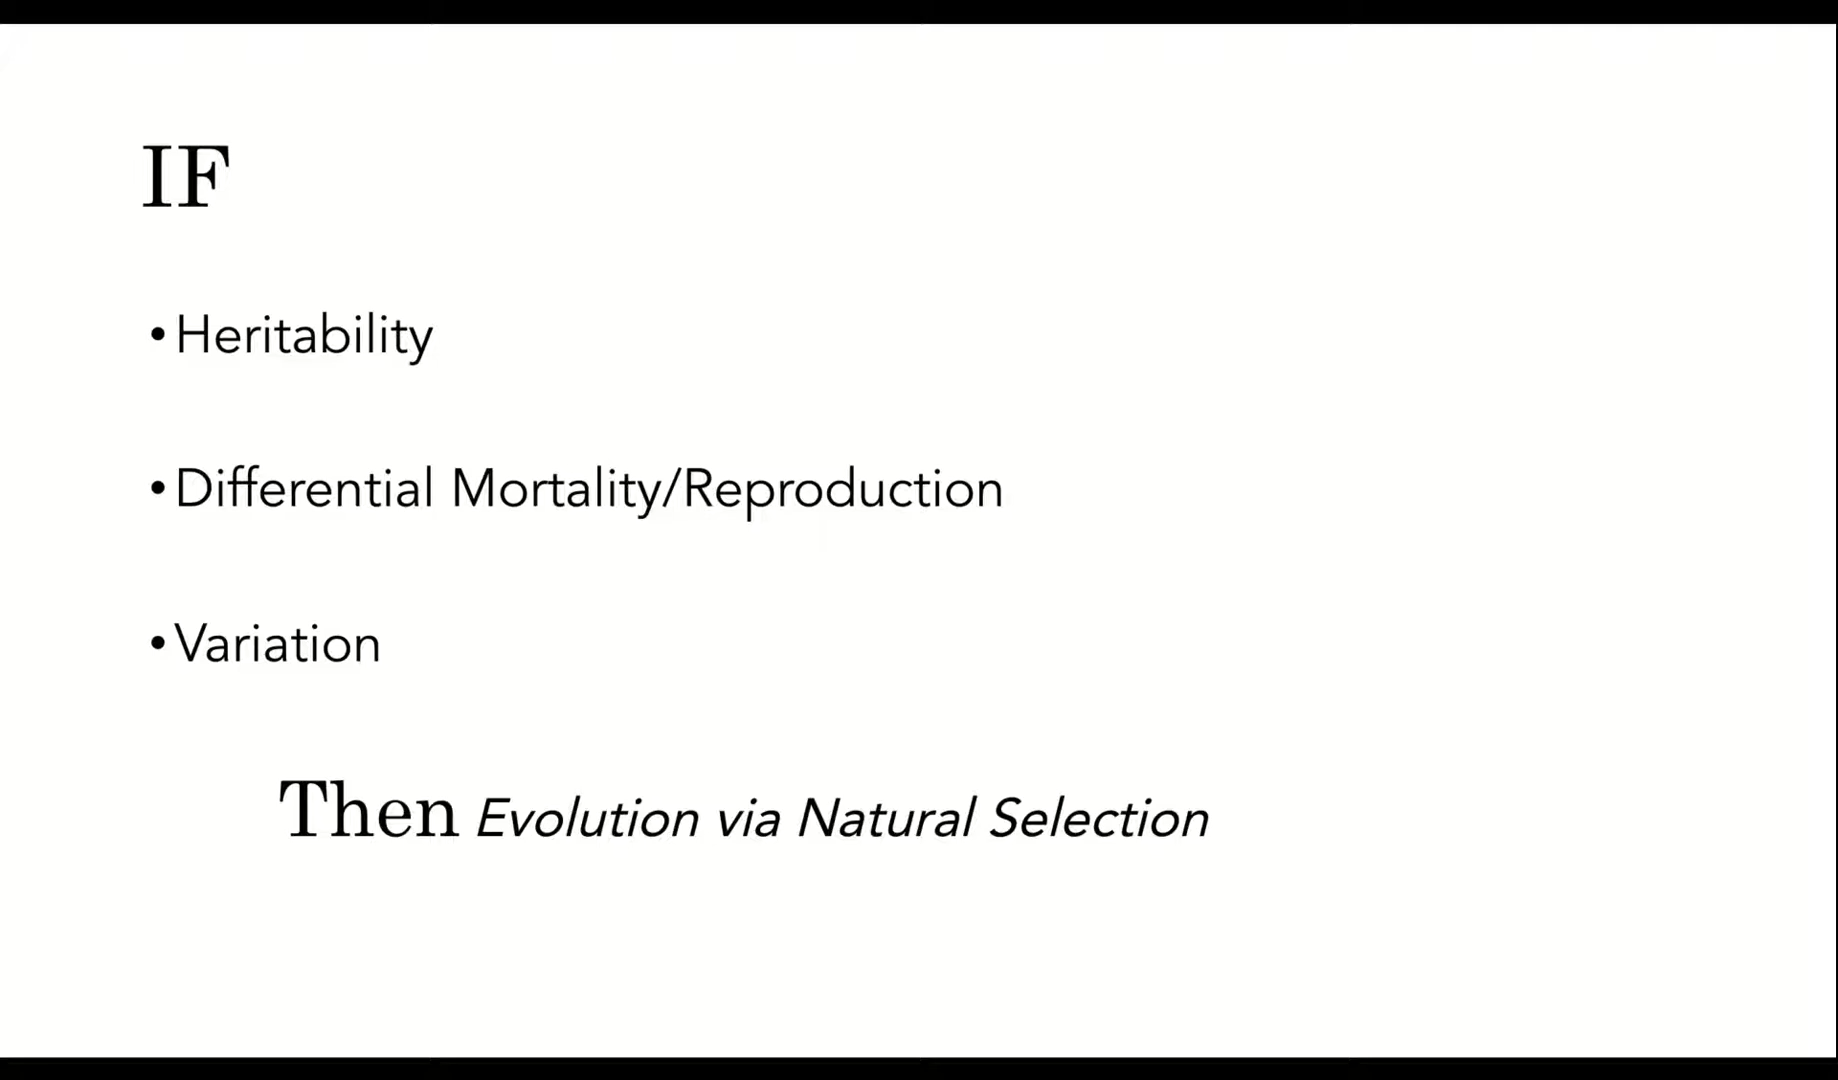 IF
• Heritability
• Differential Mortality/Reproduction
• Variation
Then Evolution via Natural Selection